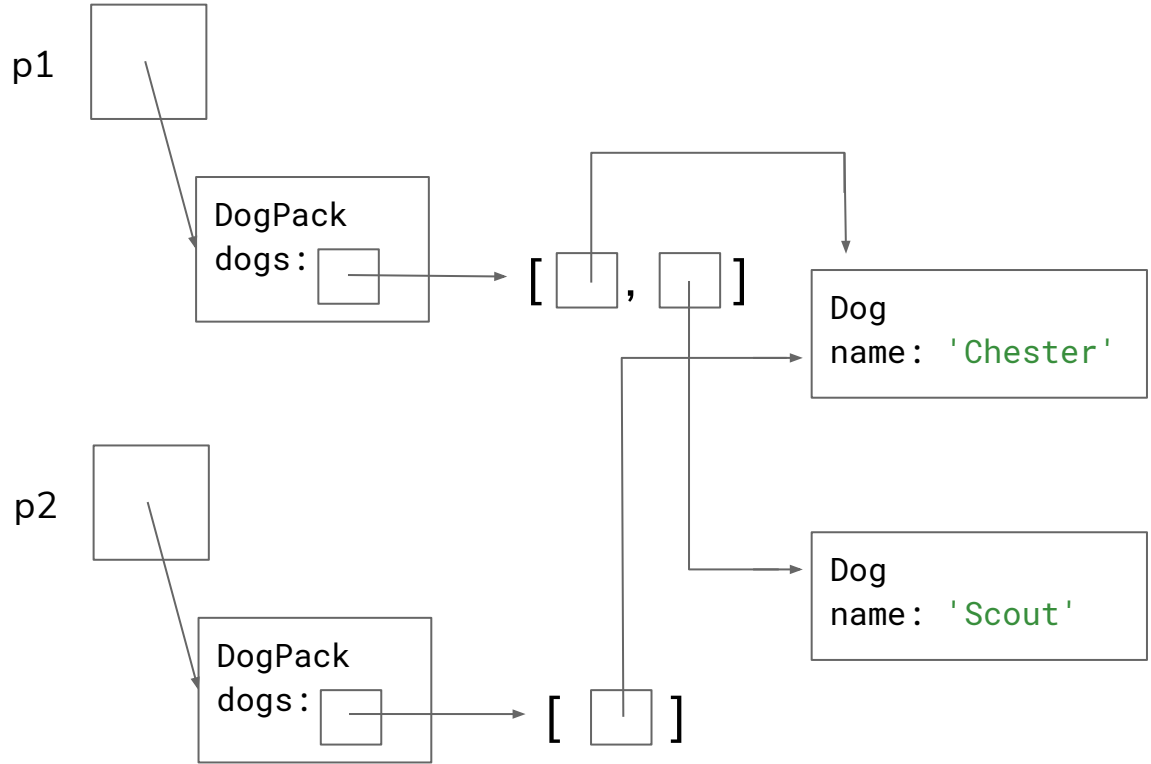 p1
DogPack
dogs:
[ , ]
Dog
name: 'Chester'
p2
DogPack
dogs:
[ ]
Dog
name: 'Scout'